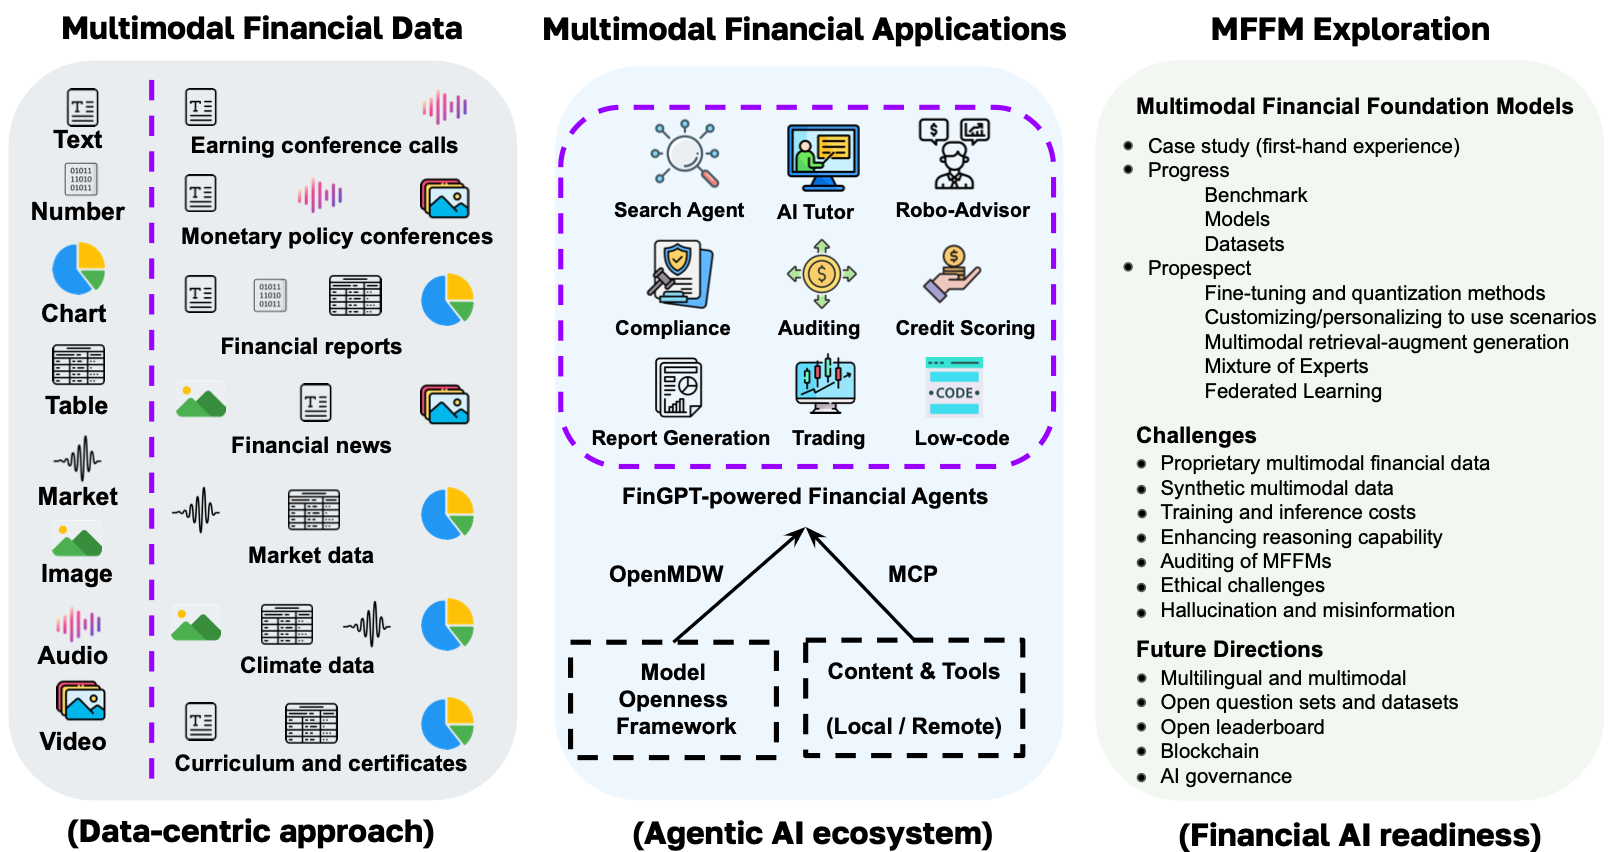 Multimodal Financial Data
Text
Number
01011
11010
01011
Chart
Table
Market
Image
Audio
Video
Earning conference calls
Monetary policy conferences
01011
11010
01011
Financial reports
Financial news
Market data
Climate data
Curriculum and certificates
(Data-centric approach)
Multimodal Financial Applications
Search Agent
AI Tutor
Robo-Advisor
Compliance
Auditing
Credit Scoring
CODE
Report Generation
Trading
Low-code
FinGPT-powered Financial Agents
OpenMDW
MCP
Model
Openness
Framework
Content & Tools
(Local / Remote)
(Agentic AI ecosystem)
MFFM Exploration
Multimodal Financial Foundation Models
Case study (first-hand experience)
Progress
Benchmark
Models
Datasets
Propespect
Fine-tuning and quantization methods
Customizing/personalizing to use scenarios
Multimodal retrieval-augment generation
Mixture of Experts
Federated Learning
Challenges
Proprietary multimodal financial data
Synthetic multimodal data
Training and inference costs
Enhancing reasoning capability
Auditing of MFFMs
Ethical challenges
Hallucination and misinformation
Future Directions
Multilingual and multimodal
Open question sets and datasets
Open leaderboard
Blockchain
AI governance
(Financial AI readiness)